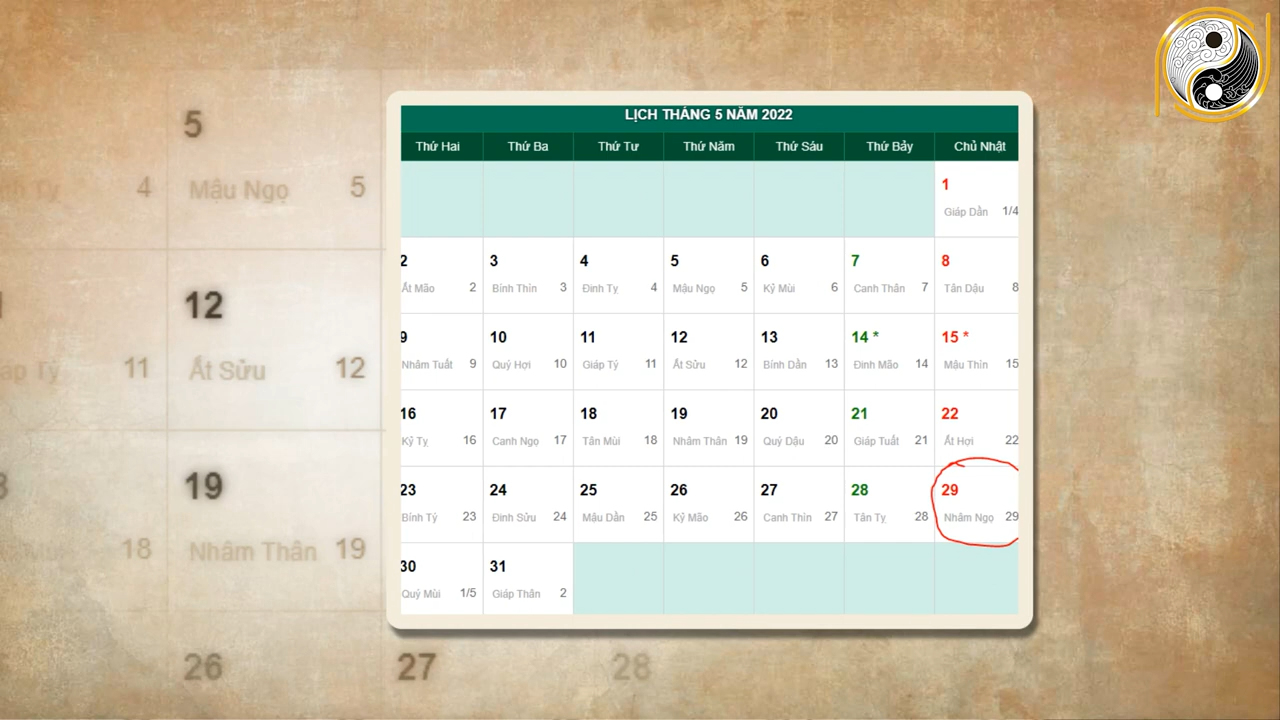 LỊCH THÁNG 5 NĂM 2022
Thứ Hai Thứ Ba Thứ Tư Thứ Năm Thứ Sáu Thứ Bảy Chủ Nhật
1
Giáp Dần 1/4
2 3 4 5 6 7 8
Ất Mão 2 Bính Thìn 3 Đinh Tỵ 4 Mậu Ngọ 5 Kỷ Mùi 6 Canh Thân 7 Tân Dậu 8
9 10 11 12 13 14 * 15 *
Nhâm Tuất 9 Quý Hợi 10 Giáp Tý 11 Ất Sửu 12 Bính Dần 13 Đinh Mão 14 Mậu Thìn 15
16 17 18 19 20 21 22
Kỷ Tỵ 16 Canh Ngọ 17 Tân Mùi 18 Nhâm Thân 19 Quý Dậu 20 Giáp Tuất 21 Ất Hợi 22
23 24 25 26 27 28 29
Bính Tý 23 Đinh Sửu 24 Mậu Dần 25 Kỷ Mão 26 Canh Thìn 27 Tân Tỵ 28 Nhâm Ngọ 29
30 31
Quý Mùi 1/5 Giáp Thân 2
5
4 Mậu Ngọ 5
12
11 Ất Sửu 12
19
18 Nhâm Thân 19
26 27 28